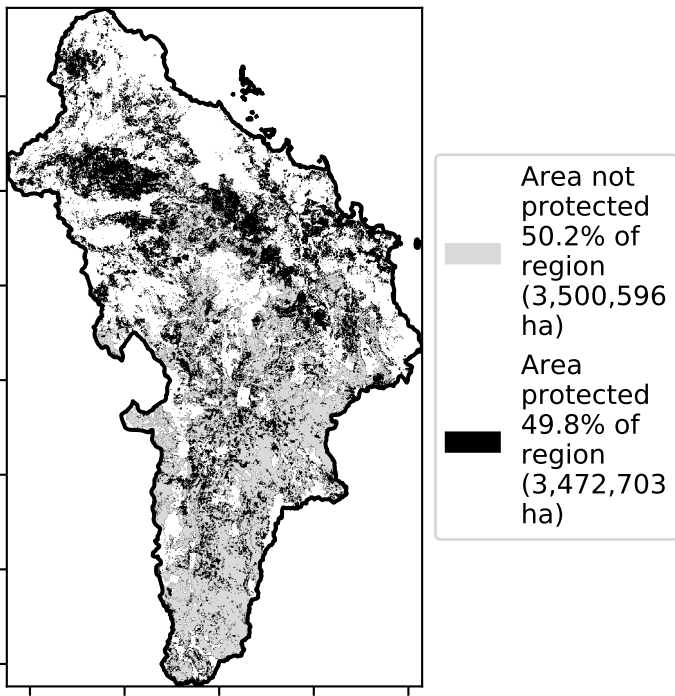 Area not
protected
50.2% of
region
(3,500,596
ha)
Area
protected
49.8% of
region
(3,472,703
ha)